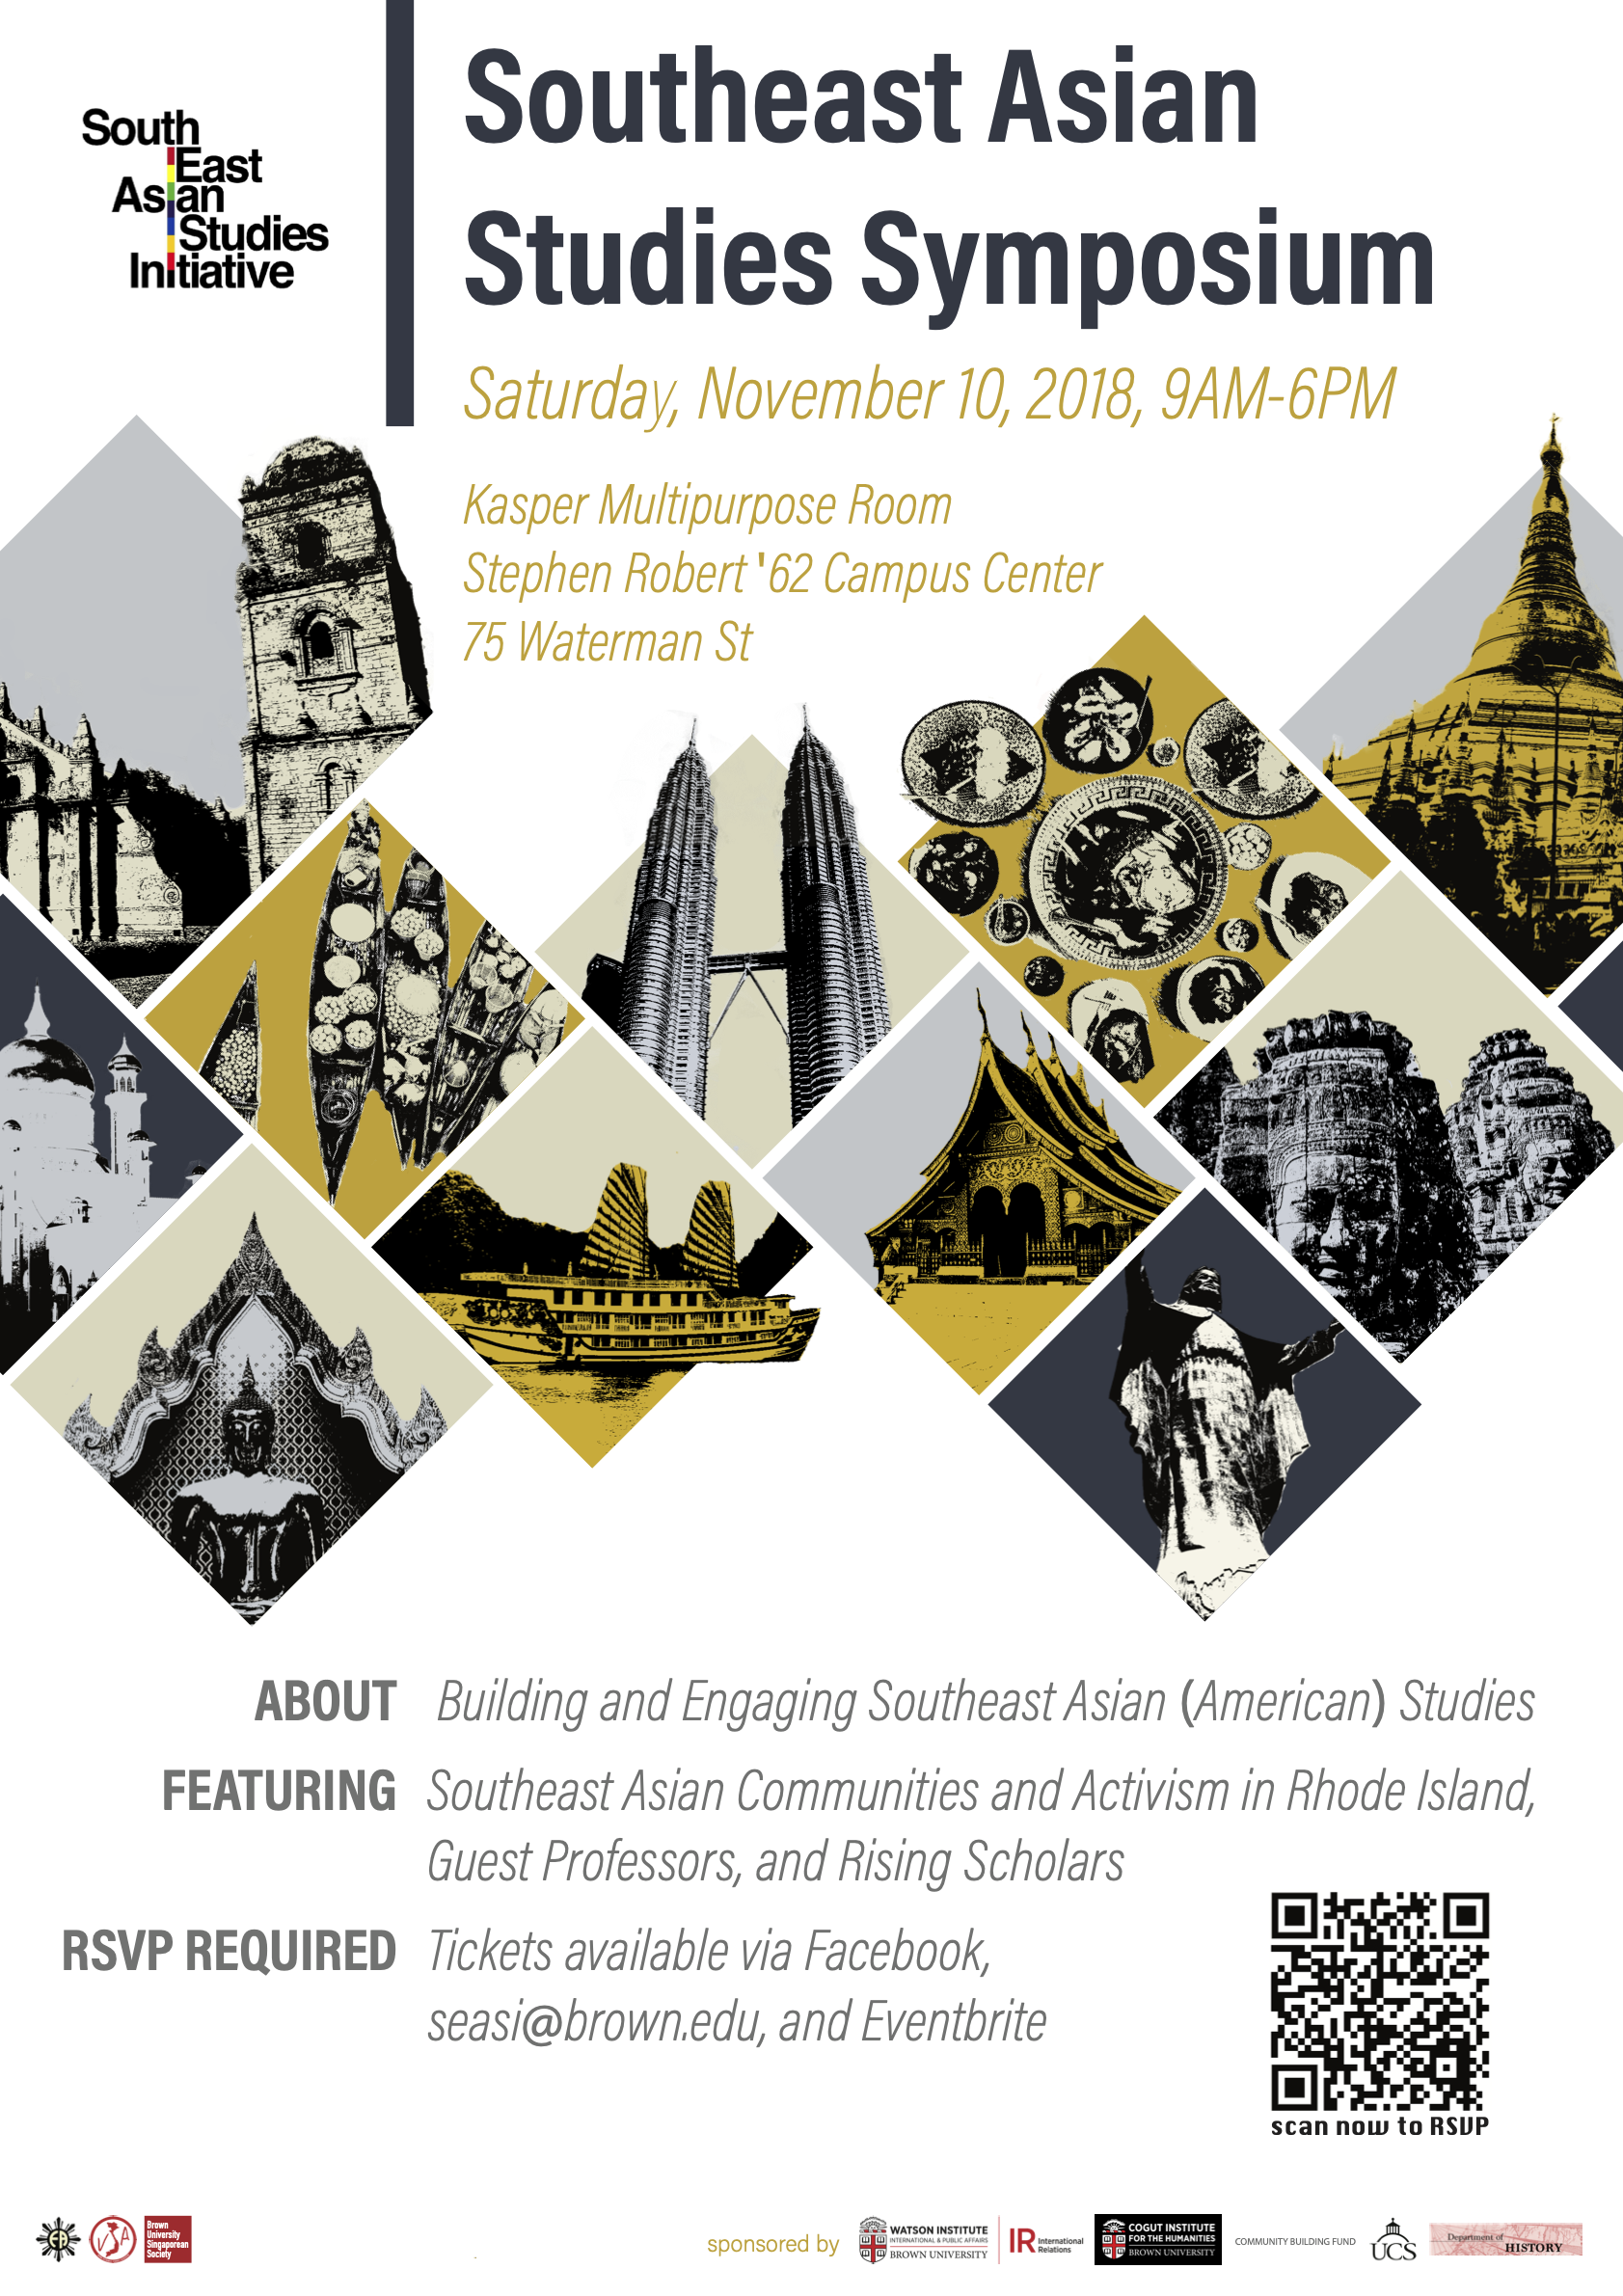 South
East
Asian
Studies
Initiative
Southeast Asian
Studies Symposium
Saturday, November 10, 2018, 9AM-6PM
Kasper Multipurpose Room
Stephen Robert '62 Campus Center
75 Waterman St
ABOUT Building and Engaging Southeast Asian (American) Studies
FEATURING Southeast Asian Communities and Activism in Rhode Island,
Guest Professors, and Rising Scholars
RSVP REQUIRED Tickets available via Facebook,
seasi@brown.edu, and Eventbrite
scan now to RSVP
VSA
Brown
University
Singaporean
Society
sponsored by
WATSON INSTITUTE
INTERNATIONAL & PUBLIC AFFAIRS
BROWN UNIVERSITY
IR International
Relations
COGUT INSTITUTE
FOR THE HUMANITIES
BROWN UNIVERSITY
COMMUNITY BUILDING FUND
UCS
Department of
HISTORY